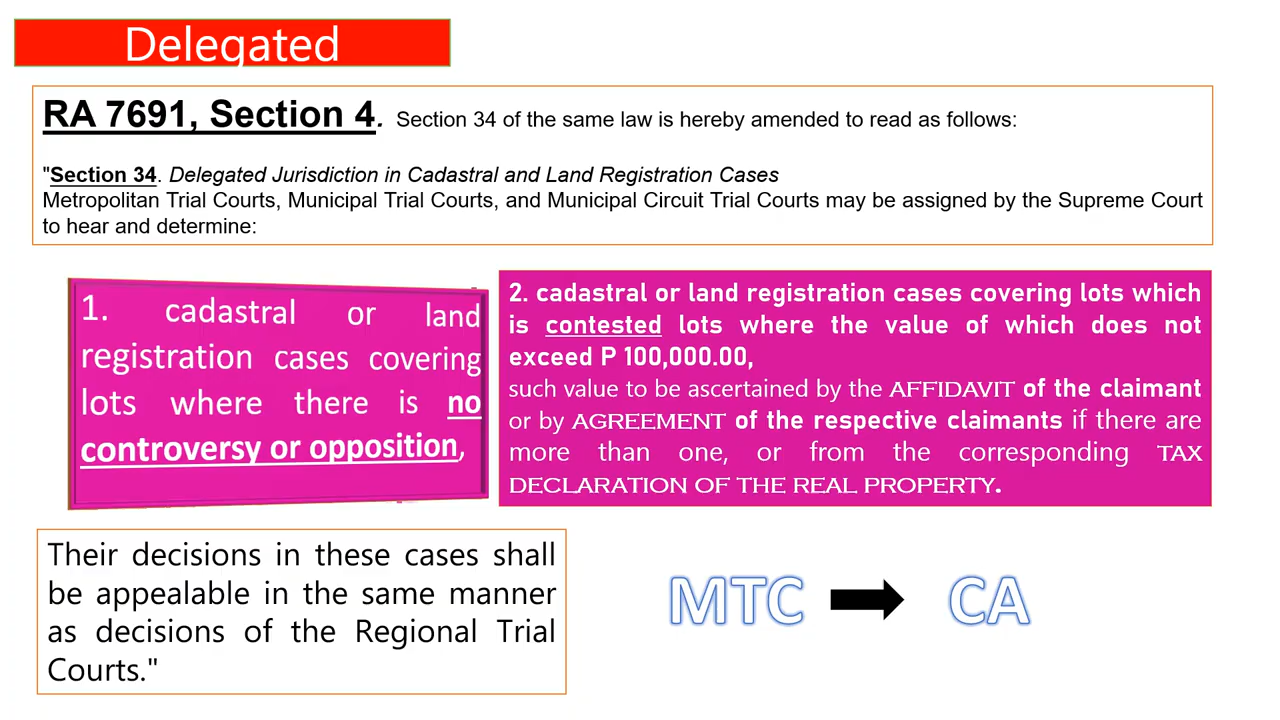 Delegated
RA 7691, Section 4. Section 34 of the same law is hereby amended to read as follows:
"Section 34. Delegated Jurisdiction in Cadastral and Land Registration Cases
Metropolitan Trial Courts, Municipal Trial Courts, and Municipal Circuit Trial Courts may be assigned by the Supreme Court
to hear and determine:
1. cadastral or land
registration cases covering
lots where there is no
controversy or opposition,
2. cadastral or land registration cases covering lots which
is contested lots where the value of which does not
exceed P 100,000.00,
such value to be ascertained by the AFFIDAVIT of the claimant
or by AGREEMENT of the respective claimants if there are
more than one, or from the corresponding TAX
DECLARATION OF THE REAL PROPERTY.
Their decisions in these cases shall
be appealable in the same manner
as decisions of the Regional Trial
Courts."
MTC CA